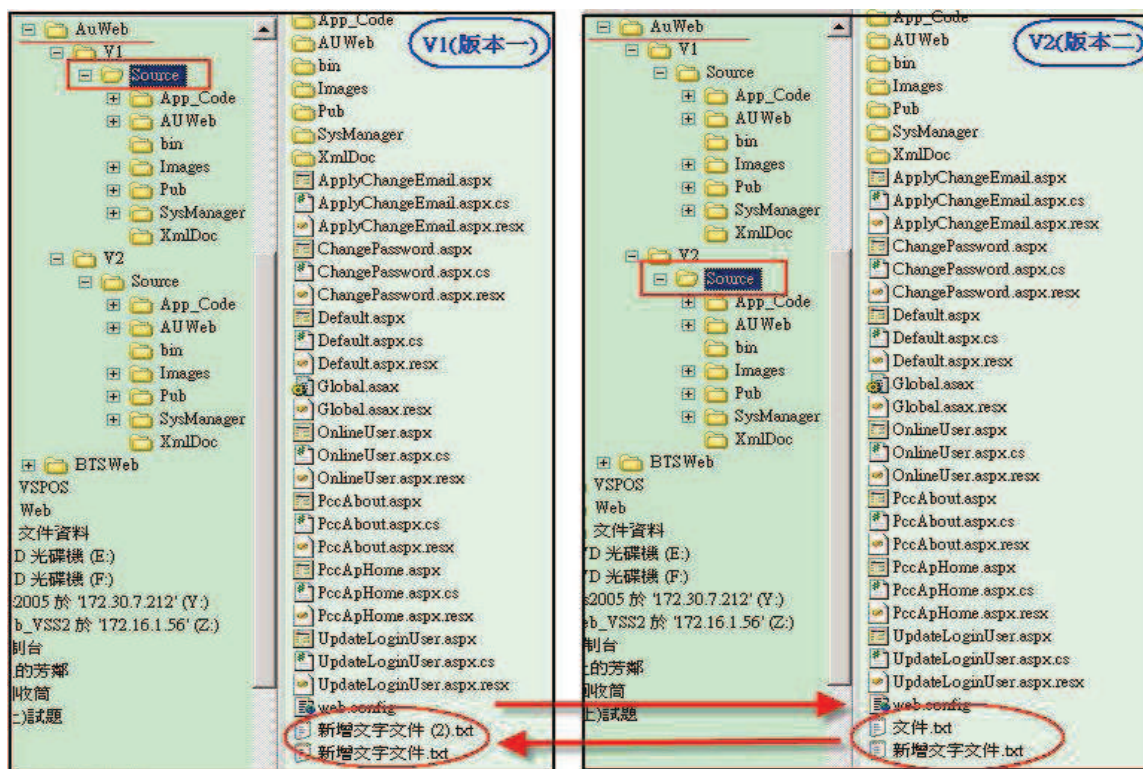 AuWeb
V1
Source
App_Code
AUWeb
bin
Images
Pub
SysManager
XmlDoc
V2
Source
App_Code
AUWeb
bin
Images
Pub
SysManager
XmlDoc
BTSWeb
VSPOS
Web
文件資料
D 光碟機 (E:)
D 光碟機 (F:)
s2005 於 '172.30.7.212' (Y:)
b_VSS2 於 '172.16.1.56' (Z:)
制台
上的芳鄰
收筒
上)試題
V1(版本一)
App_Code
AUWeb
bin
Images
Pub
SysManager
XmlDoc
ApplyChangeEmail.aspx
ApplyChangeEmail.aspx.cs
ApplyChangeEmail.aspx.resx
ChangePassword.aspx
ChangePassword.aspx.cs
ChangePassword.aspx.resx
Default.aspx
Default.aspx.cs
Default.aspx.resx
Global.asax
Global.asax.resx
OnlineUser.aspx
OnlineUser.aspx.cs
OnlineUser.aspx.resx
PccAbout.aspx
PccAbout.aspx.cs
PccAbout.aspx.resx
PccApHome.aspx
PccApHome.aspx.cs
PccApHome.aspx.resx
UpdateLoginUser.aspx
UpdateLoginUser.aspx.cs
UpdateLoginUser.aspx.resx
web.config
新增文字文件 (2).txt
新增文字文件.txt
AuWeb
V1
Source
App_Code
AUWeb
bin
Images
Pub
SysManager
XmlDoc
V2
Source
App_Code
AUWeb
bin
Images
Pub
SysManager
XmlDoc
BTSWeb
VSPOS
Web
文件資料
D 光碟機 (E:)
D 光碟機 (F:)
s2005 於 '172.30.7.212' (Y:)
eb_VSS2 於 '172.16.1.56' (Z:)
制台
上的芳鄰
收筒
上)試題
V2(版本二)
App_Code
AUWeb
bin
Images
Pub
SysManager
XmlDoc
ApplyChangeEmail.aspx
ApplyChangeEmail.aspx.cs
ApplyChangeEmail.aspx.resx
ChangePassword.aspx
ChangePassword.aspx.cs
ChangePassword.aspx.resx
Default.aspx
Default.aspx.cs
Default.aspx.resx
Global.asax
Global.asax.resx
OnlineUser.aspx
OnlineUser.aspx.cs
OnlineUser.aspx.resx
PccAbout.aspx
PccAbout.aspx.cs
PccAbout.aspx.resx
PccApHome.aspx
PccApHome.aspx.cs
PccApHome.aspx.resx
UpdateLoginUser.aspx
UpdateLoginUser.aspx.cs
UpdateLoginUser.aspx.resx
web.config
文件.txt
新增文字文件.txt